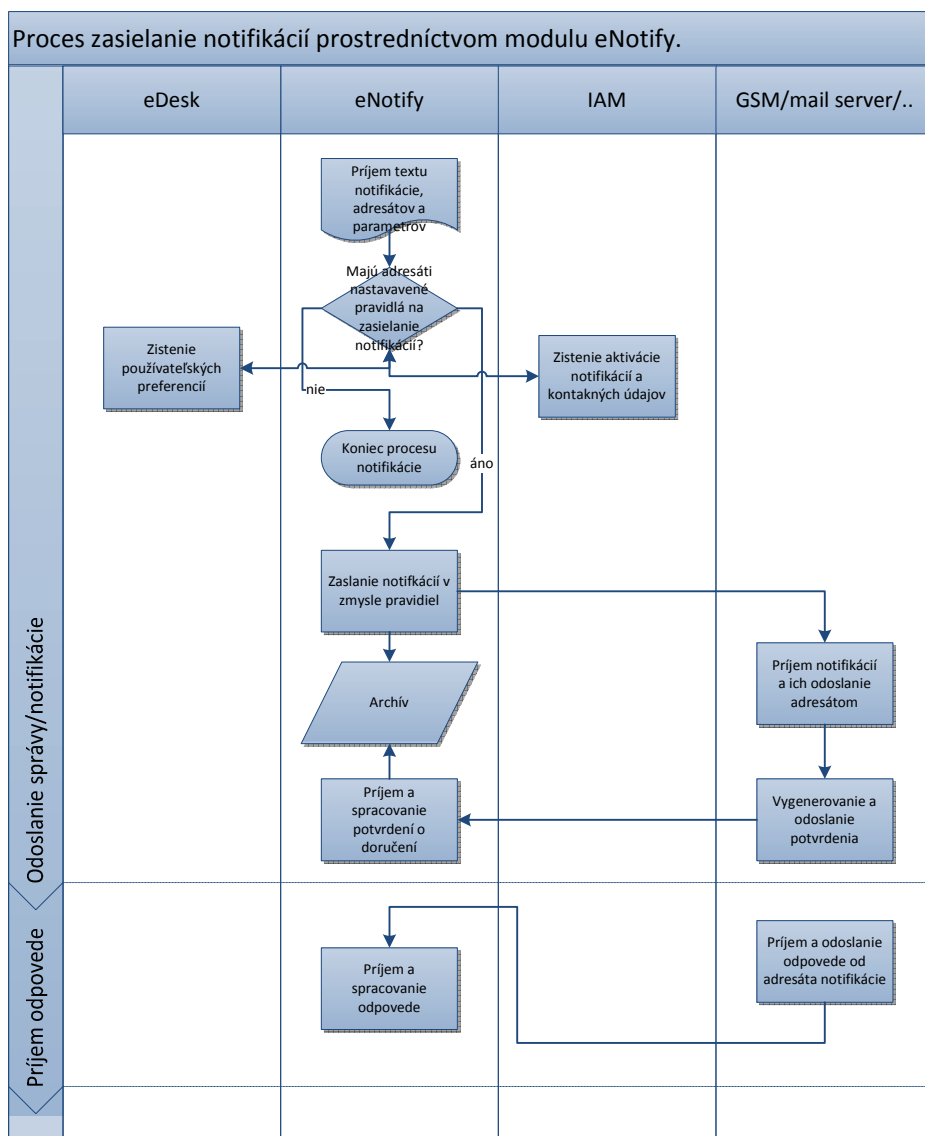 Proces zasielanie notifikácií prostredníctvom modulu eNotify.
eDesk
eNotify
IAM
GSM/mail server/..
Odoslanie správy/notifikácie
Príjem textu
notifikácie,
adresátov a
parametrov
Majú adresáti
nastavavené
pravidlá na
zasielanie
notifikácií?
Zistenie
používateľských
preferencií
Zistenie aktivácie
notifikácií a
kontakných údajov
nie
Koniec procesu
notifikácie
áno
Zaslanie notifkácií v
zmysle pravidiel
Príjem notifikácií
a ich odoslanie
adresátom
Archív
Príjem a
spracovanie
potvrdení o
doručení
Vygenerovanie a
odoslanie
potvrdenia
Príjem odpovede
Príjem a
spracovanie
odpovede
Príjem a odoslanie
odpovede od
adresáta notifikácie